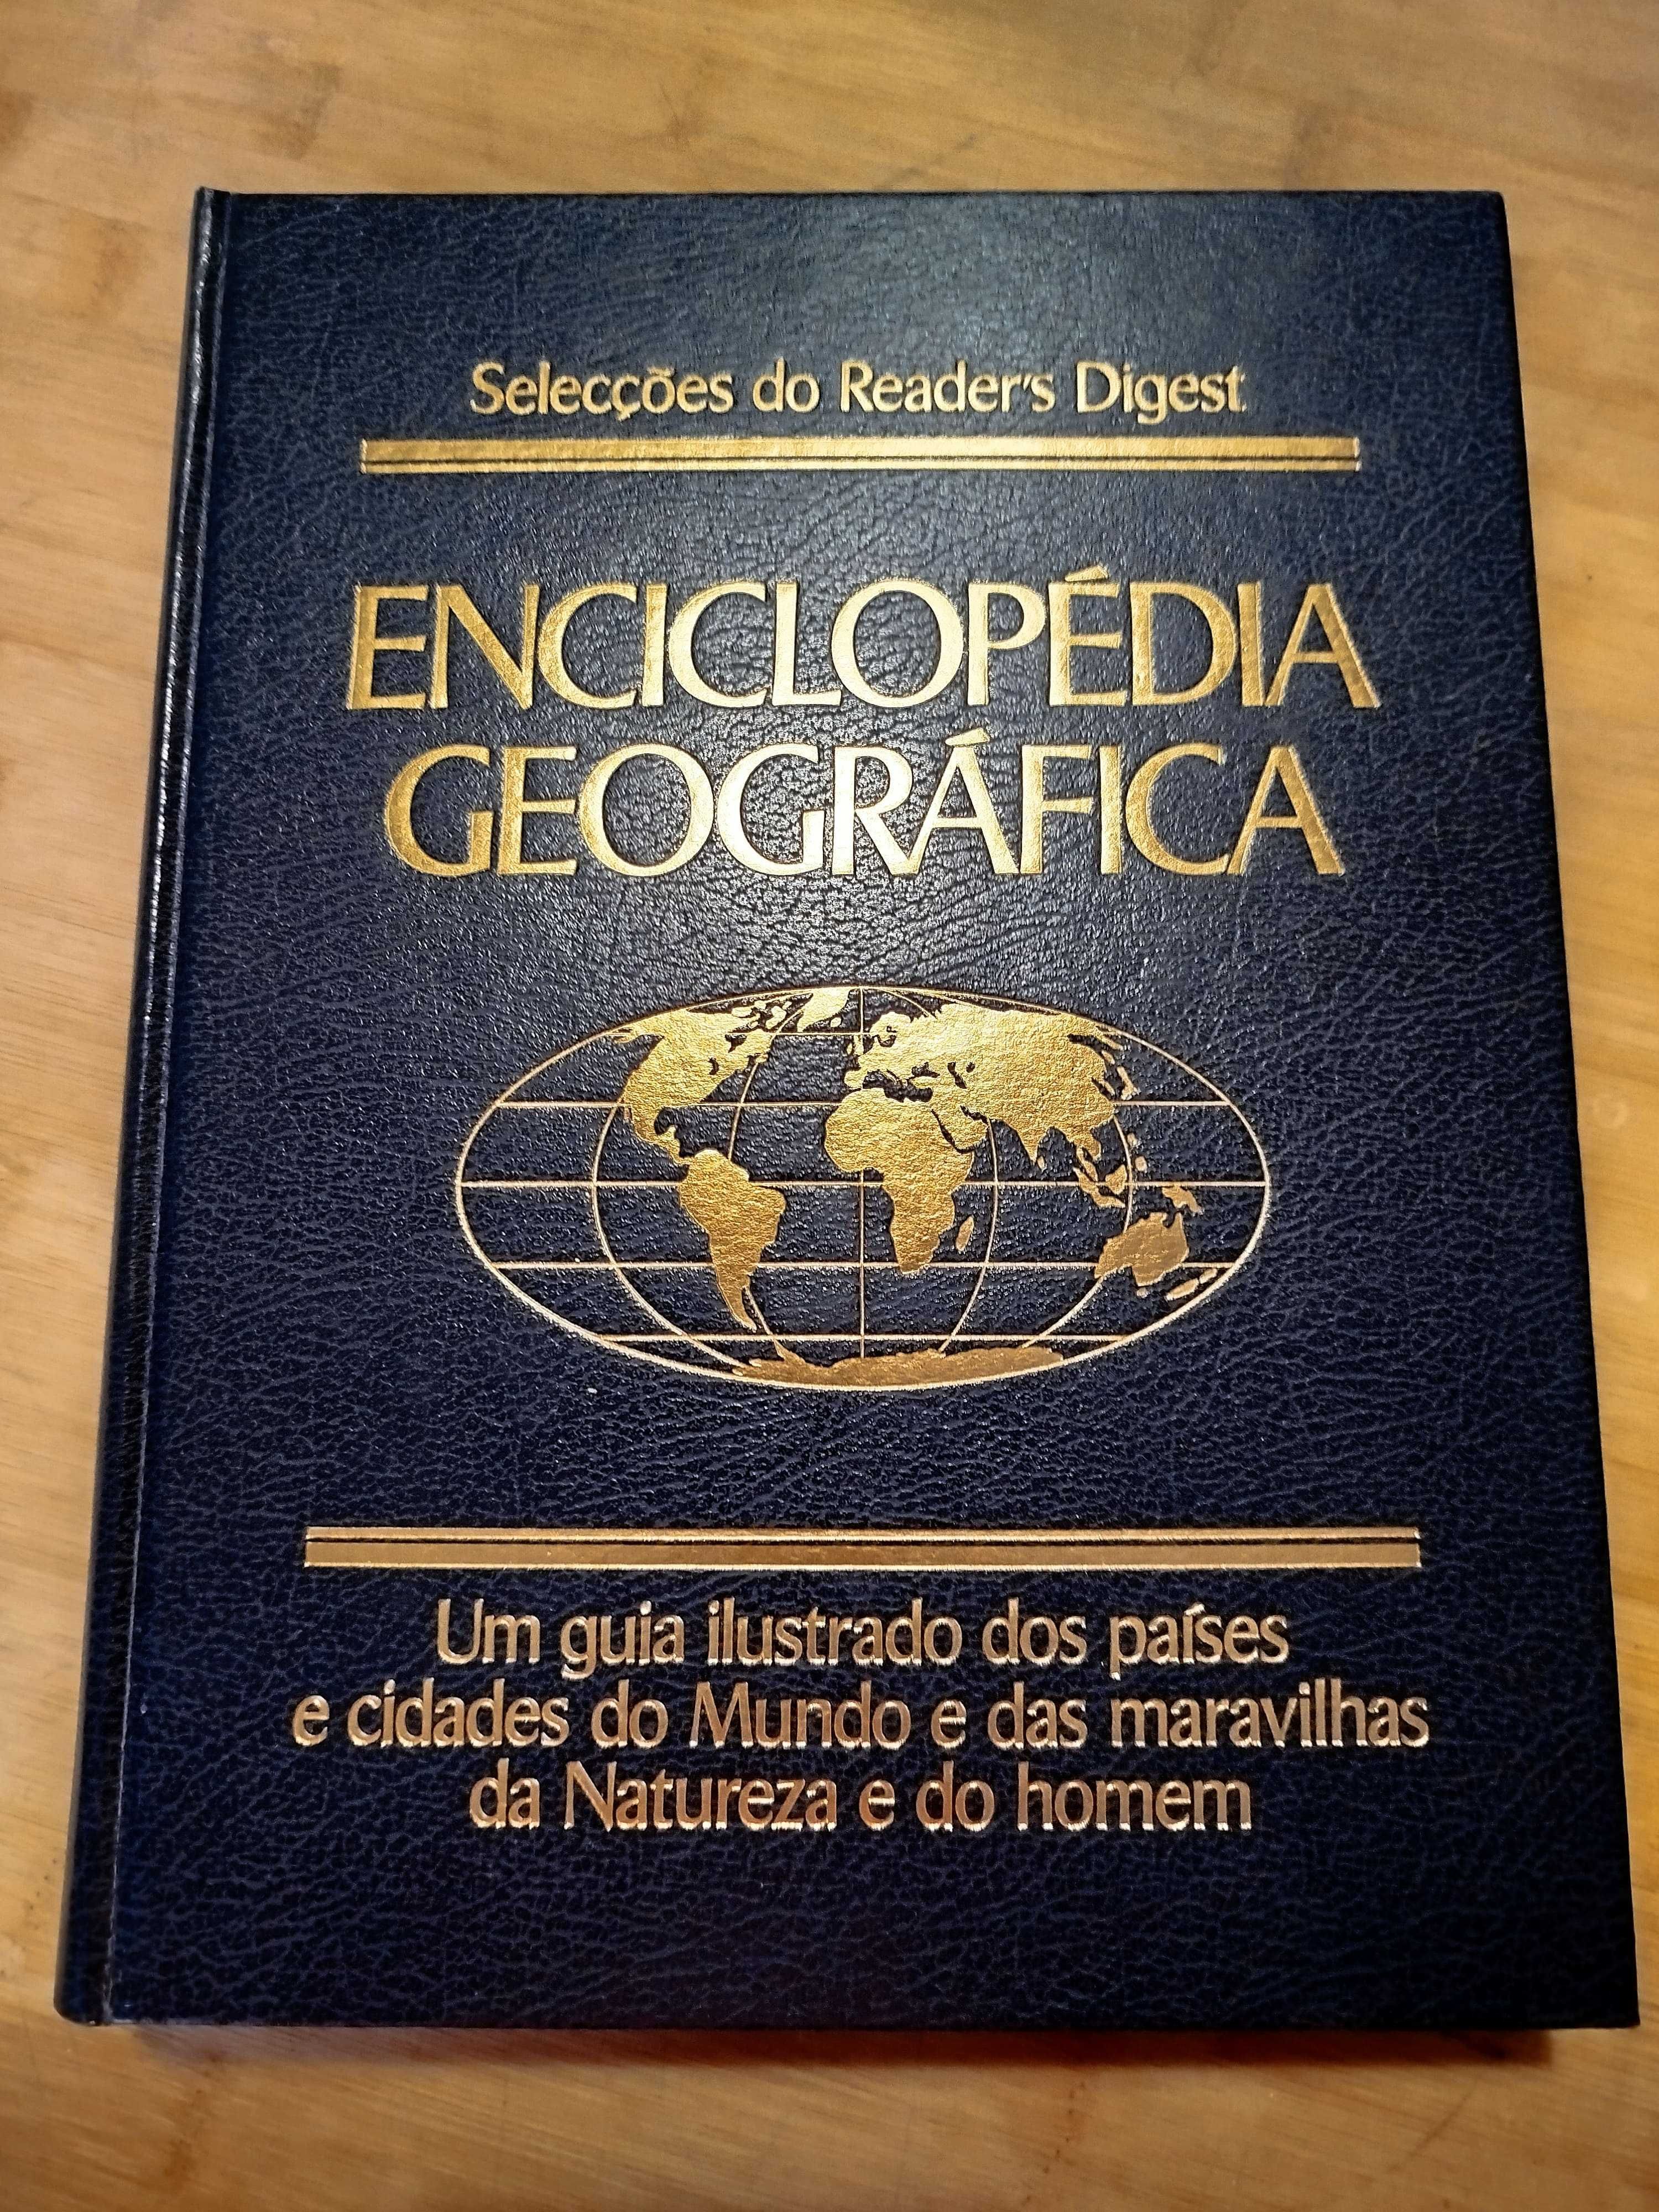 Selecções do Reader's Digest
ENCICLOPÉDIA
GEOGRÁFICA
Um guia ilustrado dos países
e cidades do Mundo e das maravilhas
da Natureza e do homem